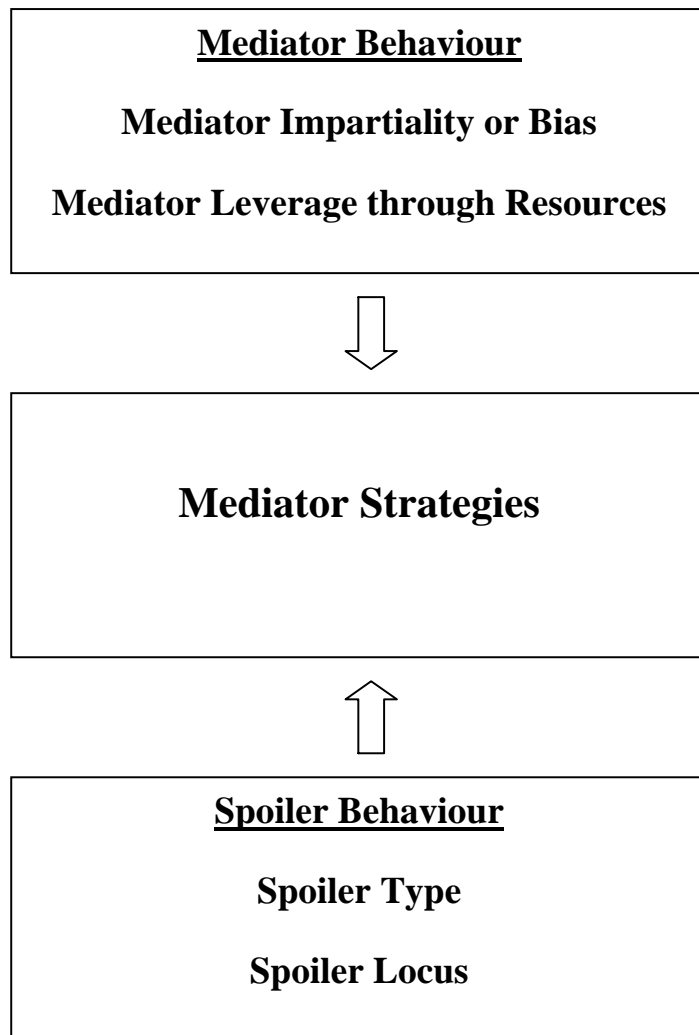 Mediator Behaviour
Mediator Impartiality or Bias
Mediator Leverage through Resources
Mediator Strategies
Spoiler Behaviour
Spoiler Type
Spoiler Locus